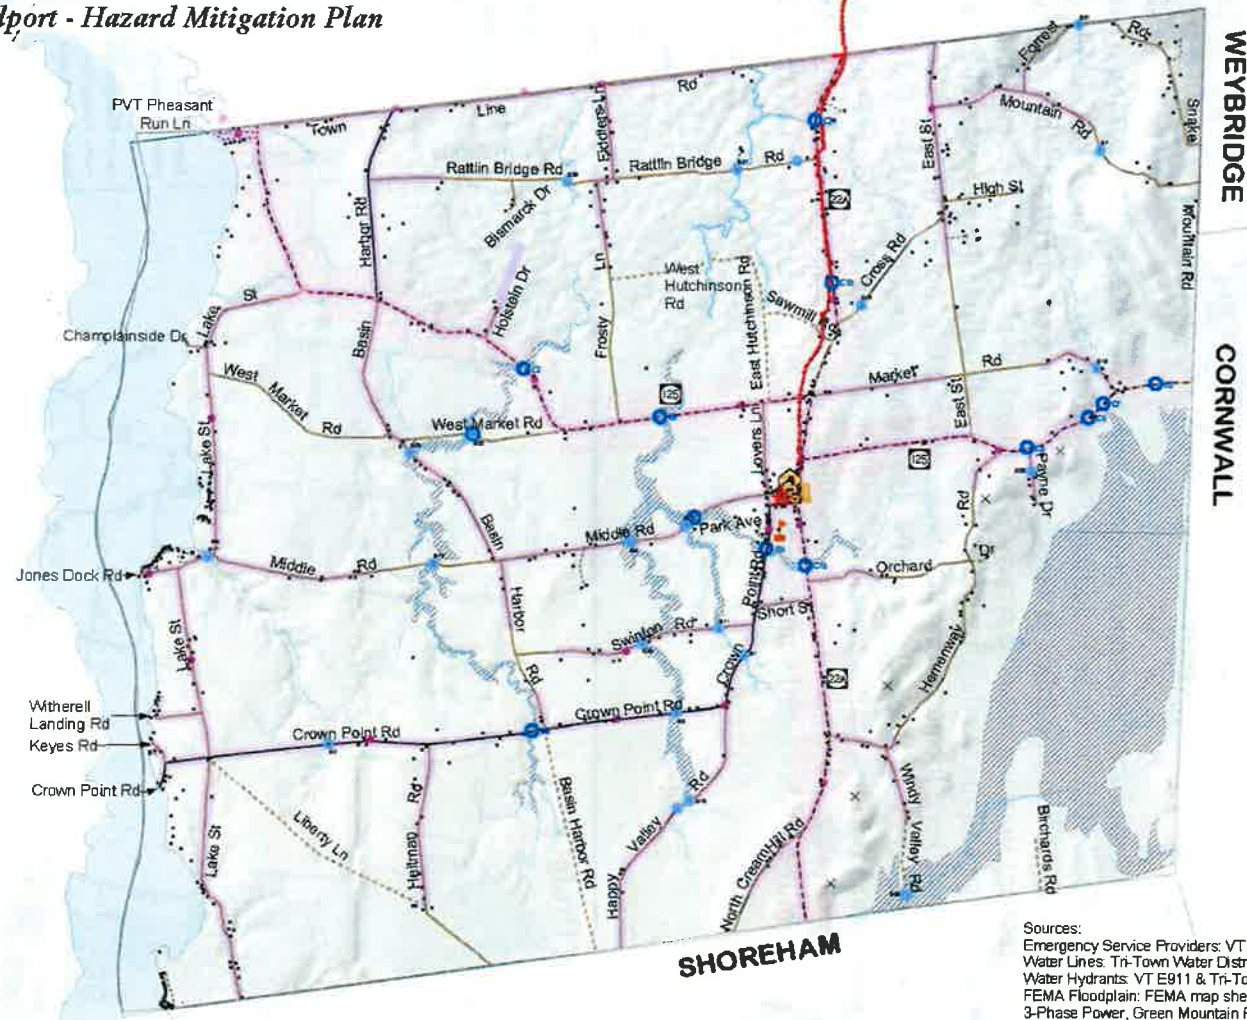 lport - Hazard Mitigation Plan
PVT Pheasant
Run Ln
Town
Line
Rd
Fiddlers Ln
Forrest
Rd
Snake
Mountain Rd
WEYBRIDGE
Mountain
Rd
East St
High St
Rattlin Bridge Rd
Rattlin Bridge
Rd
Bismarck Dr
Harbor Rd
22A
Cross Rd
West
Hutchinson
Rd
East Hutchinson Rd
Sawmill
St
Frosty
Ln
Holstein Dr
Lake
St
Champlainside Dr
Basin
West
Market
Rd
West Market Rd
125
Market
Rd
East St
CORNWALL
Lovers Ln
Lake St
125
Payne Dr
Rd
Basin
Middle Rd
Park Ave
Jones Dock Rd
Middle
Rd
Harbor
Point Rd
Orchard
Dr
Short St
Swinton
Rd
Lake St
Rd
Crown
Hemenway
22A
Witherell
Landing Rd
Keyes Rd
Crown Point Rd
Crown Point Rd
Crown Point Rd
Liberty Ln
Lake St
Rd
Basin Harbor Rd
Happy
Valley
Rd
North Cream Hill Rd
Windy
Valley Rd
Birchards Rd
SHOREHAM
Sources:
Emergency Service Providers: VT
Water Lines: Tri-Town Water Distr
Water Hydrants: VT E911 & Tri-To
FEMA Floodplain: FEMA map she
3-Phase Power, Green Mountain P